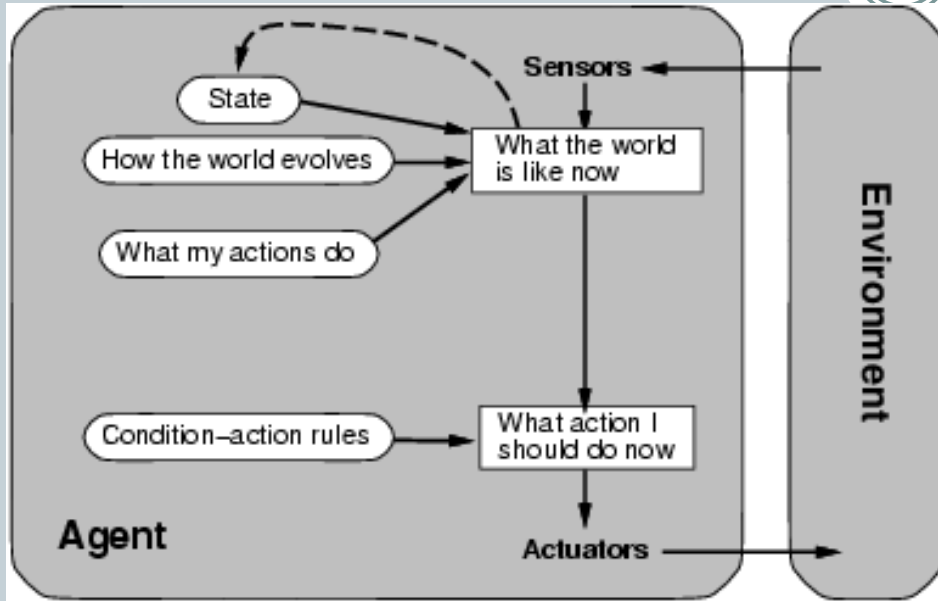 Sensors
State
What the world
is like now
How the world evolves
What my actions do
Environment
Condition–action rules
What action I
should do now
Agent
Actuators